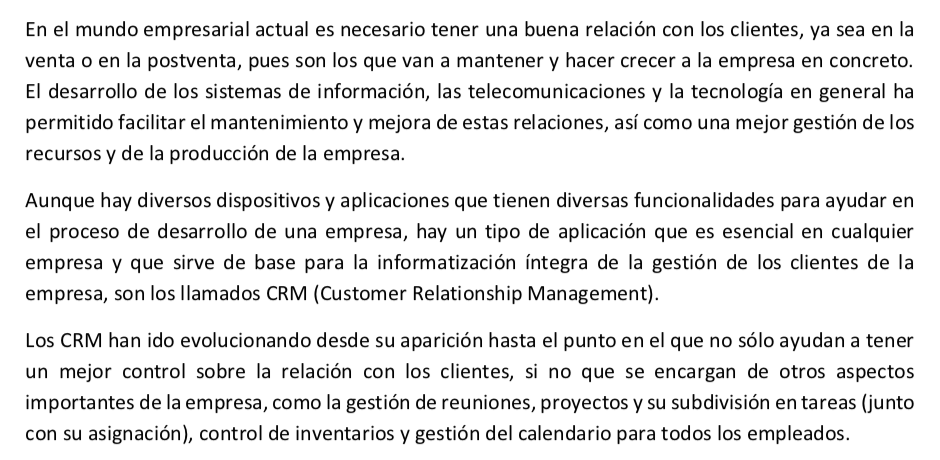 En el mundo empresarial actual es necesario tener una buena relación con los clientes, ya sea en la
venta o en la postventa, pues son los que van a mantener y hacer crecer a la empresa en concreto.
El desarrollo de los sistemas de información, las telecomunicaciones y la tecnología en general ha
permitido facilitar el mantenimiento y mejora de estas relaciones, así como una mejor gestión de los
recursos y de la producción de la empresa.
Aunque hay diversos dispositivos y aplicaciones que tienen diversas funcionalidades para ayudar en
el proceso de desarrollo de una empresa, hay un tipo de aplicación que es esencial en cualquier
empresa y que sirve de base para la informatización íntegra de la gestión de los clientes de la
empresa, son los llamados CRM (Customer Relationship Management).
Los CRM han ido evolucionando desde su aparición hasta el punto en el que no sólo ayudan a tener
un mejor control sobre la relación con los clientes, si no que se encargan de otros aspectos
importantes de la empresa, como la gestión de reuniones, proyectos y su subdivisión en tareas (junto
con su asignación), control de inventarios y gestión del calendario para todos los empleados.